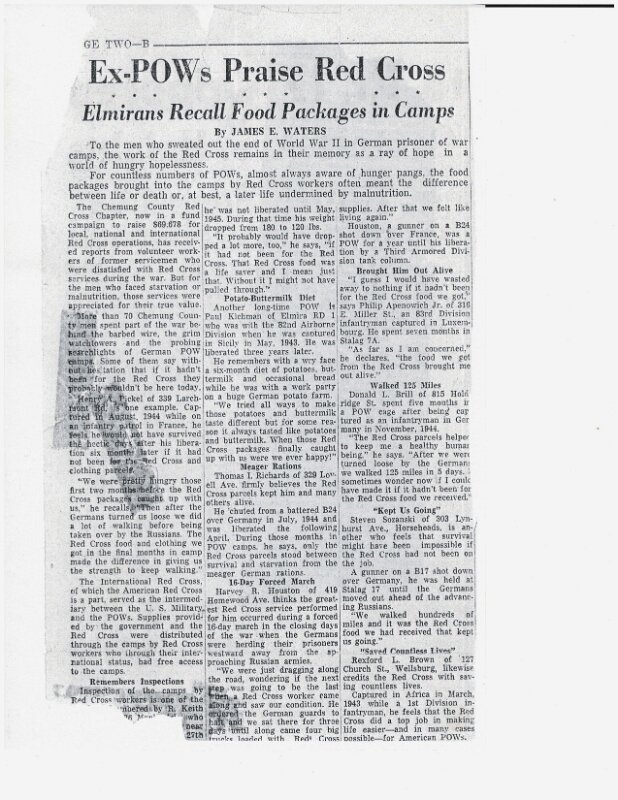 GE TWO—B
Ex-POWs Praise Red Cross
Elmirans Recall Food Packages in Camps
By JAMES E. WATERS
To the men who sweated out the end of World War II in German prisoner of war
camps, the work of the Red Cross remains in their memory as a ray of hope in a
world of hungry hopelessness.
For countless numbers of POWs, almost always aware of hunger pangs, the food
packages brought into the camps by Red Cross workers often meant the difference
between life or death or, at best, a later life undermined by malnutrition.
The Chemung County Red
Cross Chapter, now in a fund
campaign to raise $69,678 for
local, national and international
Red Cross operations, has receiv-
ed reports from volunteer work-
ers of former servicemen who
were disatisfied with Red Cross
services during the war. But for
the men who faced starvation or
malnutrition, those services were
appreciated for their true value.
More than 70 Chemung Coun-
ty men spent part of the war be-
hind the barbed wire, the grim
watchtowers and the probing
searchlights of German POW
camps. Some of them say with-
out hesitation that if it hadn't
been for the Red Cross they
probably wouldn't be here today.
Henry ckel of 339 Larch-
mont Rd. one example. Cap-
tured in August, 1944 while on
an infantry patrol in France, he
feels he not have survived
the hectic after his libera-
tion six months later if it had
not been for the Red Cross and
clothing parcels.
"We were pretty hungry those
first two months before the Red
Cross packages caught up with
us," he recalls, then after the
Germans turned us loose we did
a lot of walking before being
taken over by the Russians. The
Red Cross food and clothing we
got in the final months in camp
made the difference in giving us
the strength to keep walking."
The International Red Cross,
of which the American Red Cross
is a part, served as the intermed-
iary between the U. S. Military
and the POWs. Supplies provid-
ed by the government and the
Red Cross were distributed
through the camps by Red Cross
workers who through their inter-
national status, had free access
to the camps.
Remembers Inspections
Inspection of the camps by
Red Cross workers is one of the
mbered by R. Keith
who
near
27th
he was not liberated until May,
1945. During that time his weight
dropped from 180 to 120 lbs.
"It probably would have drop-
ped a lot more, too," he says, "if
it had not been for the Red
Cross. That Red Cross food was
a life saver and I mean just
that. Without it I might not have
pulled through."
Potato-Buttermilk Diet
Another long-time POW is
Paul Kichman of Elmira RD 1
who was with the 82nd Airborne
Division when he was captured
in Sicily in May, 1943. He was
liberated three years later.
He remembers with a wry face
a six-month diet of potatoes, but-
termilk and occasional bread
while he was with a work party
on a huge German potato farm.
"We tried all ways to make
those potatoes and buttermilk
taste different but for some rea-
son it always tasted like potatoes
and buttermilk. When those Red
Cross packages finally caught
up with us were we ever happy!"
Meager Rations
Thomas I. Richards of 329 Lov-
ell Ave. firmly believes the Red
Cross parcels kept him and many
others alive.
He 'chuted from a battered B24
over Germany in July, 1944 and
was liberated the following
April. During those months in
POW camps, he says, only the
Red Cross parcels stood between
survival and starvation from the
meager German rations.
16-Day Forced March
Harvey R. Houston of 419
Homewood Ave. thinks the great-
est Red Cross service performed
for him occurred during a forced
16-day march in the closing days
of the war when the Germans
were herding their prisoners
westward away from the ap-
proaching Russian armies.
"We were just dragging along
the road, wondering if the next
step was going to be the last
when a Red Cross worker came
along and saw our condition. He
the German guards to
we sat there for three
days until along came four big
trucks loaded with Red Cross
supplies. After that we felt like
living again."
Houston, a gunner on a B24
shot down over France, was a
POW for a year until his libera-
tion by a Third Armored Divi-
sion tank column.
Brought Him Out Alive
"I guess I would have wasted
away to nothing if it hadn't been
for the Red Cross food we got,"
says Philip Apenowich Jr. of 316
E. Miller St., an 83rd Division
infantryman captured in Luxem-
bourg. He spent seven months in
Stalag 7A.
"As far as I am concerned,"
he declares, "the food we got
from the Red Cross brought me
out alive."
Walked 125 Miles
Donald L. Brill of 815 Hold
ridge St. spent five months in
a POW cage after being cap
tured as an infantryman in Ger
many in November, 1944.
"The Red Cross parcels helped
to keep me a healthy human
being," he says. "After we were
turned loose by the Germans
we walked 125 miles in 5 days. I
sometimes wonder now if I could
have made it if it hadn't been for
the Red Cross food we received."
"Kept Us Going"
Steven Sozanski of 303 Lyn-
hurst Ave., Horseheads, is an-
other who feels that survival
might have been impossible if
the Red Cross had not been on
the job.
A gunner on a B17 shot down
over Germany, he was held at
Stalag 17 until the Germans
moved out ahead of the advanc-
ing Russians.
"We walked hundreds of
miles and it was the Red Cross
food we had received that kept
us going."
"Saved Countless Lives"
Rexford L. Brown of 127
Church St., Wellsburg, likewise
credits the Red Cross with sav-
ing countless lives.
Captured in Africa in March,
1943 while a 1st Division in-
fantryman, he feels that the Red
Cross did a top job in making
life easier—and in many cases
possible—for American POWs.